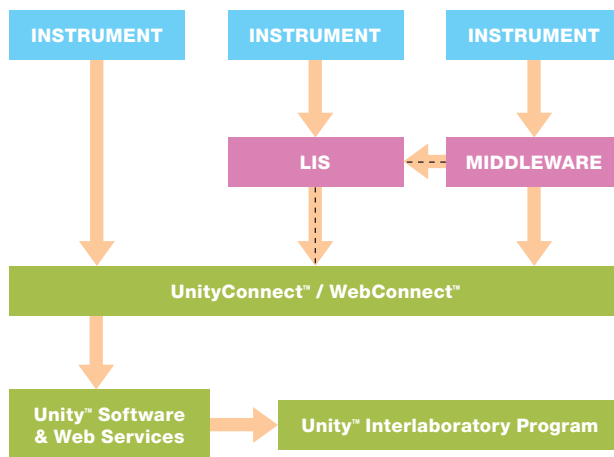 INSTRUMENT
INSTRUMENT
INSTRUMENT
LIS
MIDDLEWARE
UnityConnect™ / WebConnect™
Unity™ Software
& Web Services
Unity™ Interlaboratory Program